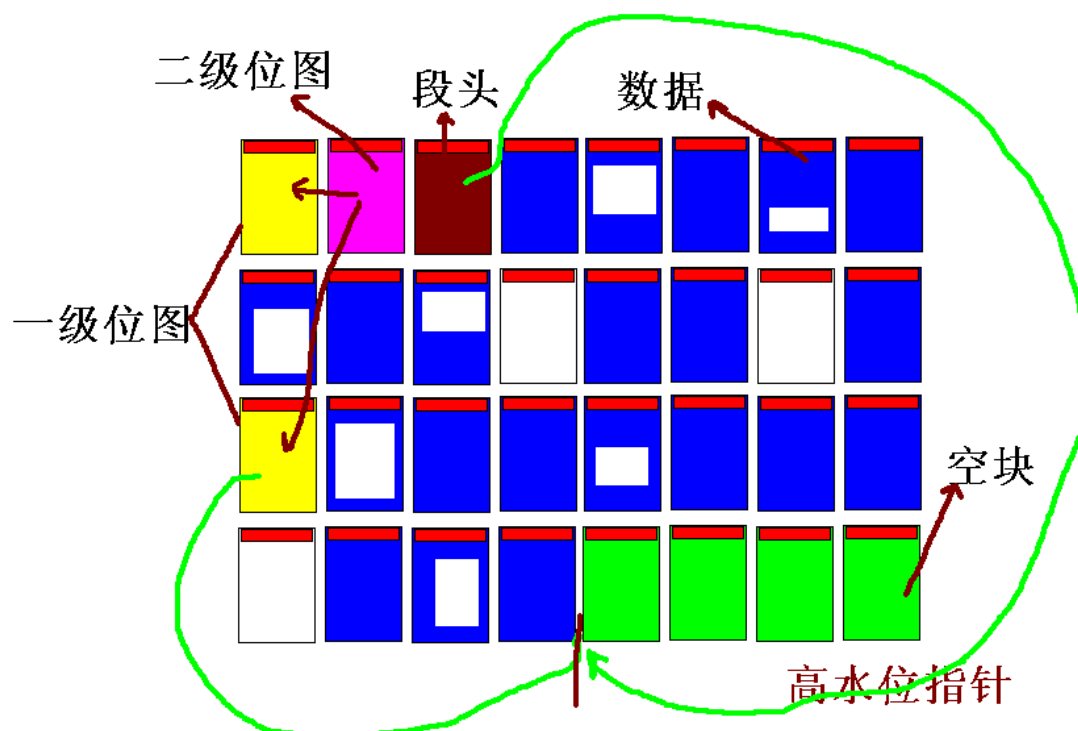 二级位图
段头
数据
一级位图
空块
高水位指针